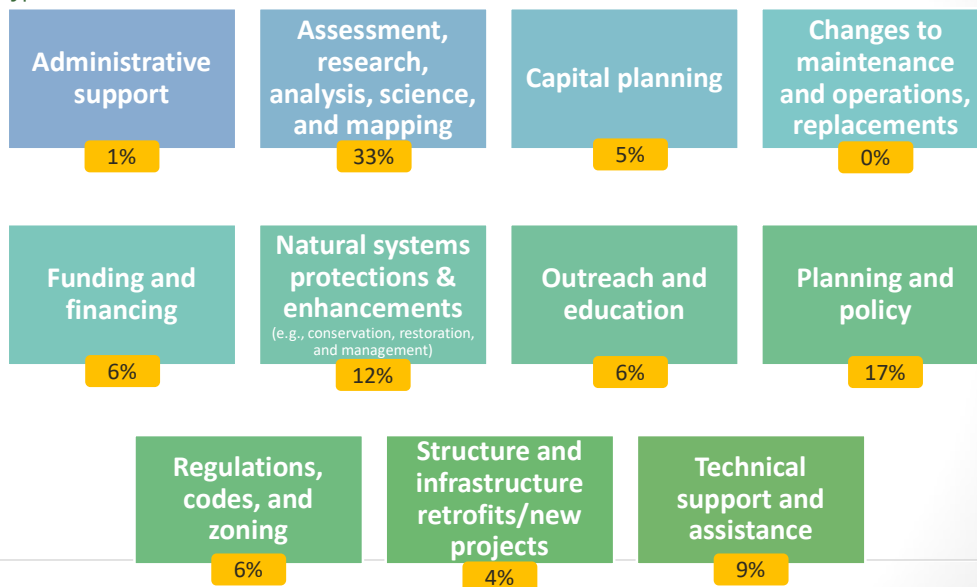 Administrative
support
1%
Assessment,
research,
analysis, science,
and mapping
33%
Capital planning
5%
Changes to
maintenance
and operations,
replacements
0%
Funding and
financing
6%
Natural systems
protections &
enhancements
(e.g., conservation, restoration,
and management)
12%
Outreach and
education
6%
Planning and
policy
17%
Regulations,
codes, and
zoning
6%
Structure and
infrastructure
retrofits/new
projects
4%
Technical
support and
assistance
9%